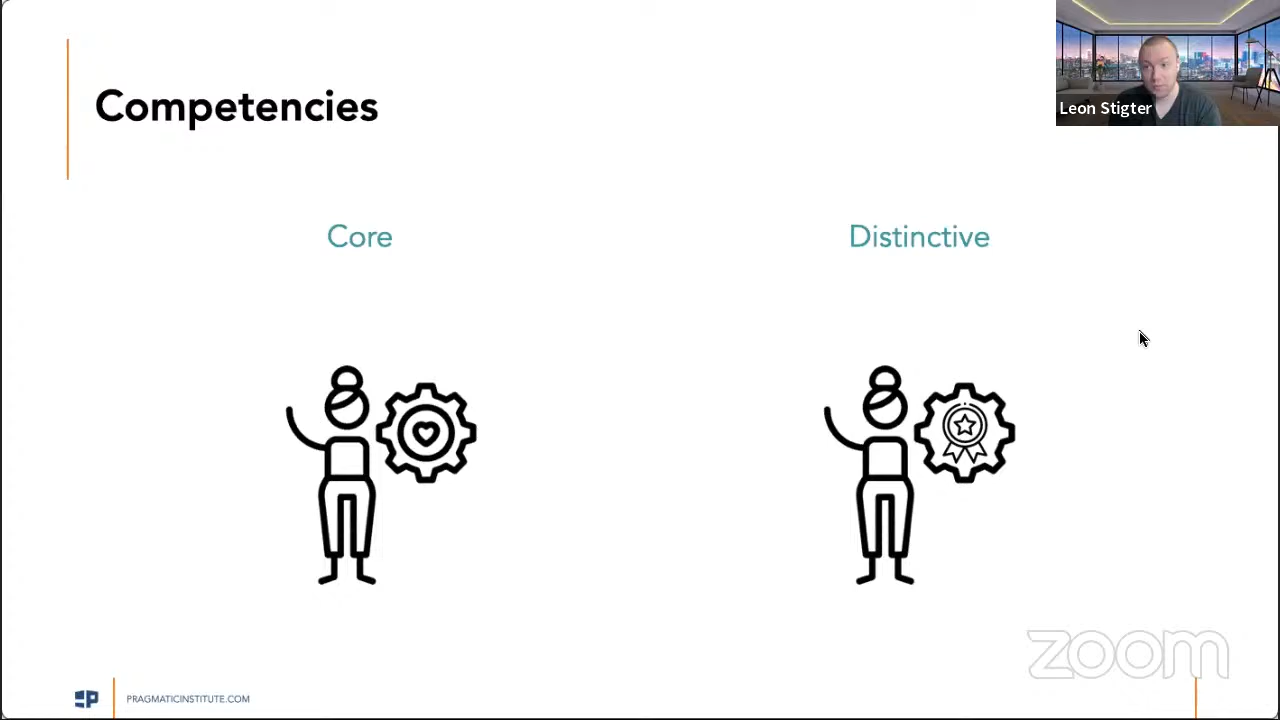 Competencies
Leon Stigter
Core
Distinctive
zoom
PRAGMATICINSTITUTE.COM